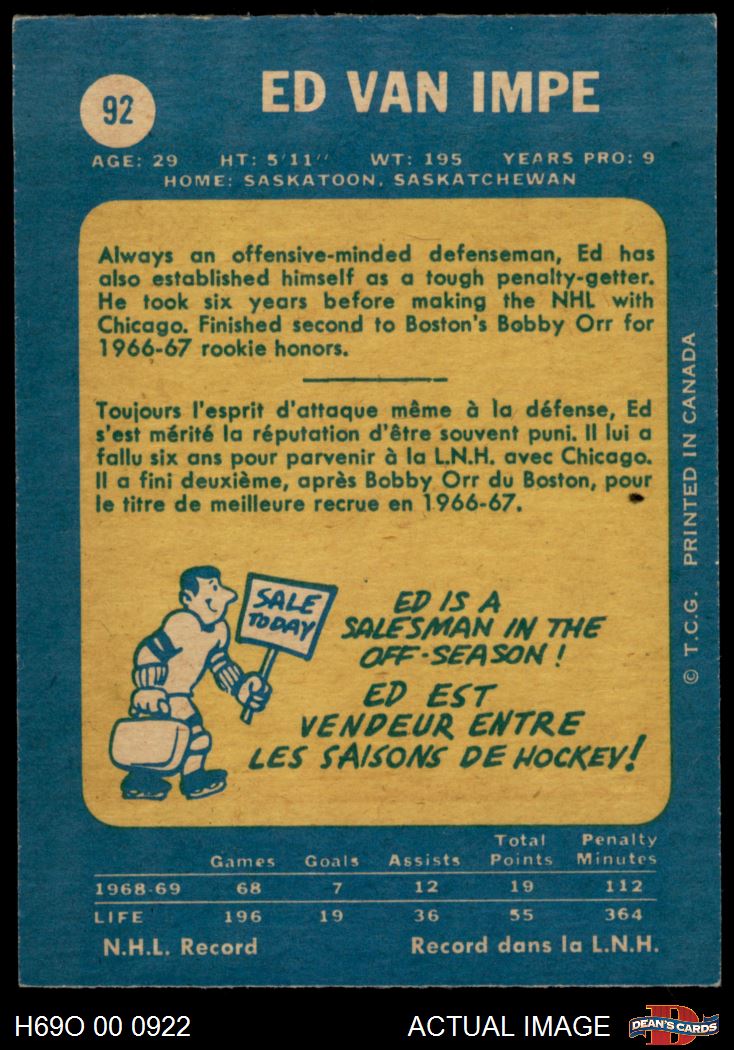 92
ED VAN IMPE
AGE: 29 HT: 5'11" WT: 195 YEARS PRO: 9
HOME: SASKATOON, SASKATCHEWAN
Always an offensive-minded defenseman, Ed has
also established himself as a tough penalty-getter.
He took six years before making the NHL with
Chicago. Finished second to Boston's Bobby Orr for
1966-67 rookie honors.
Toujours l'esprit d'attaque même à la défense, Ed
s'est mérité la réputation d'être souvent puni. Il lui a
fallu six ans pour parvenir à la L.N.H. avec Chicago.
Il a fini deuxième, après Bobby Orr du Boston, pour
le titre de meilleure recrue en 1966-67.
SALE
TODAY
ED IS A
SALESMAN IN THE
OFF-SEASON!
ED EST
VENDEUR ENTRE
LES SAISONS DE HOCKEY!
© T.C.G. PRINTED IN CANADA
Games Goals Assists Total Points Penalty Minutes
1968-69 68 7 12 19 112
LIFE 196 19 36 55 364
N.H.L. Record Record dans la L.N.H.
H69O 00 0922 ACTUAL IMAGE DEAN'S CARDS